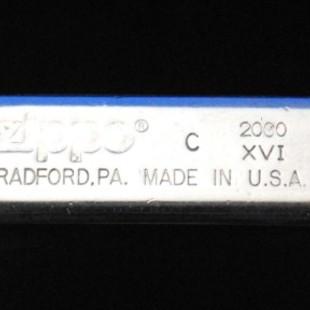 zippo® C 2000
XVI
RADFORD, PA. MADE IN U.S.A.